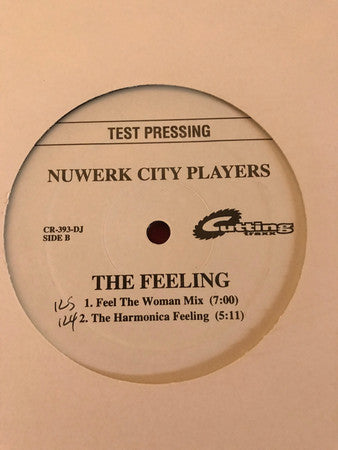 TEST PRESSING
NUWERK CITY PLAYERS
CR-393-DJ
SIDE B
Cutting
traxx
THE FEELING
125 1. Feel The Woman Mix (7:00)
124 2. The Harmonica Feeling (5:11)